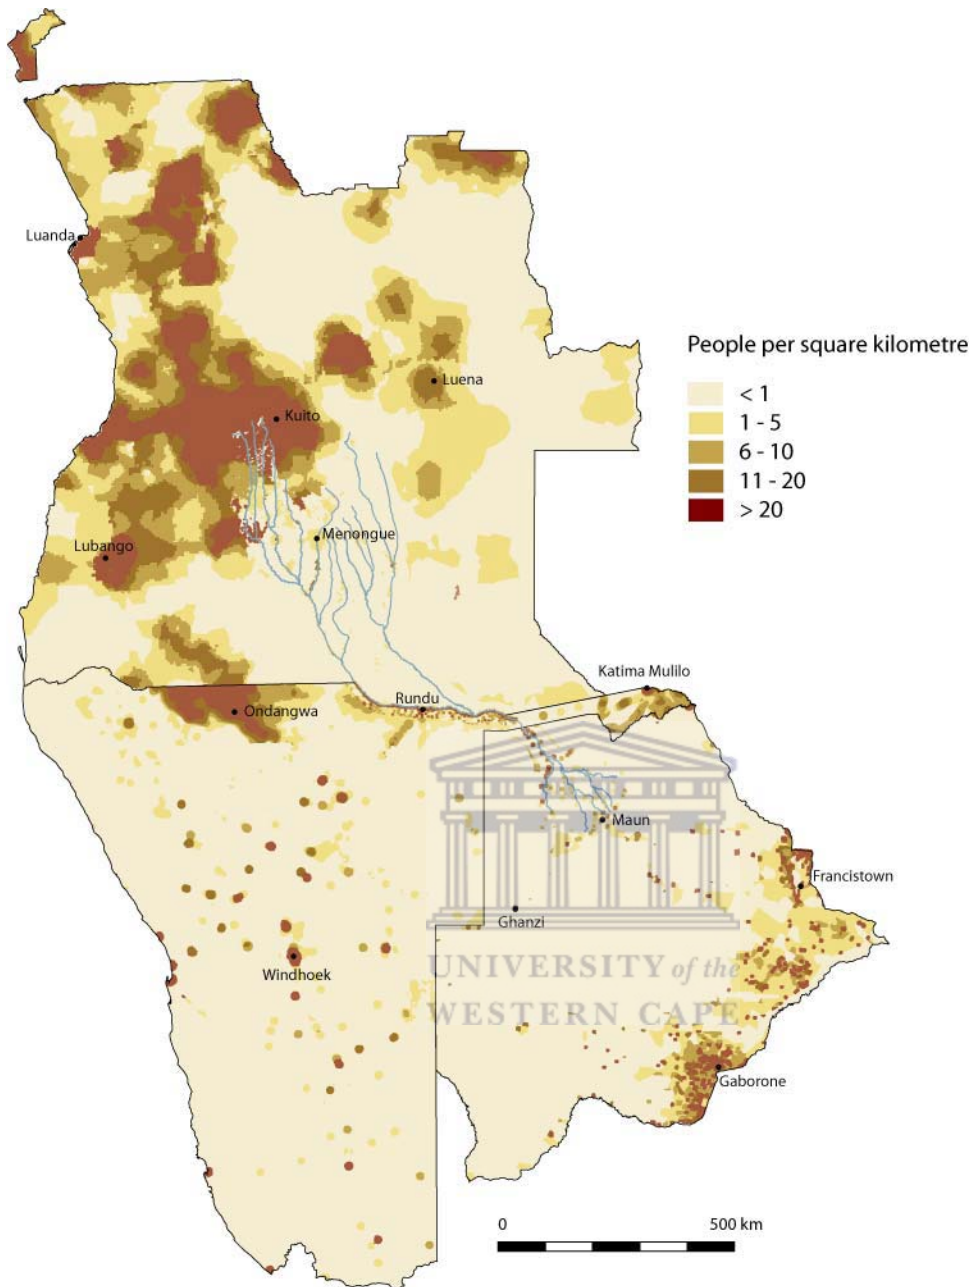 Luanda
People per square kilometre
< 1
1 - 5
6 - 10
11 - 20
> 20
Luena
Kuito
Menongue
Lubango
Katima Mulilo
Rundu
Ondangwa
Maun
Francistown
Ghanzi
Windhoek
UNIVERSITY of the
WESTERN CAPE
Gaborone
0 500 km